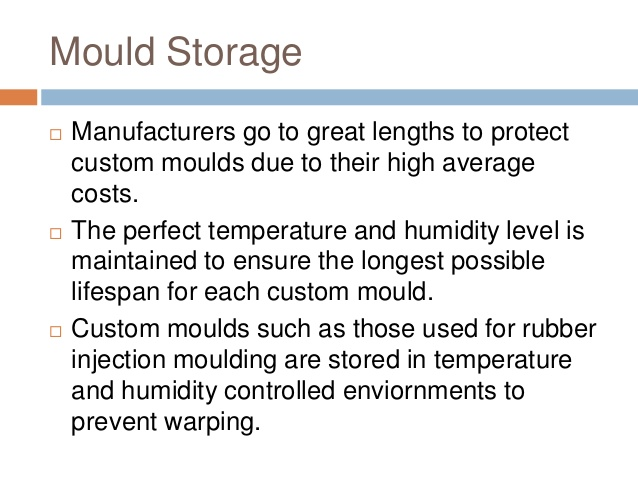 Mould Storage
Manufacturers go to great lengths to protect
custom moulds due to their high average
costs.
The perfect temperature and humidity level is
maintained to ensure the longest possible
lifespan for each custom mould.
Custom moulds such as those used for rubber
injection moulding are stored in temperature
and humidity controlled enviornments to
prevent warping.